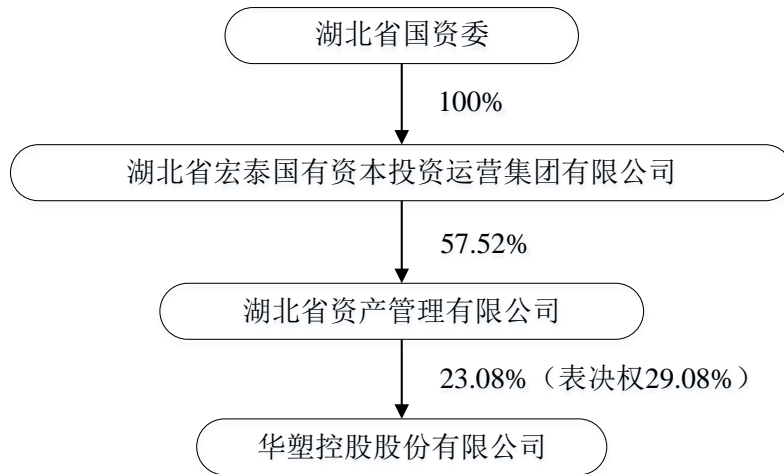 湖北省国资委
100%
湖北省宏泰国有资本投资运营集团有限公司
57.52%
湖北省资产管理有限公司
23.08%（表决权29.08%）
华塑控股股份有限公司